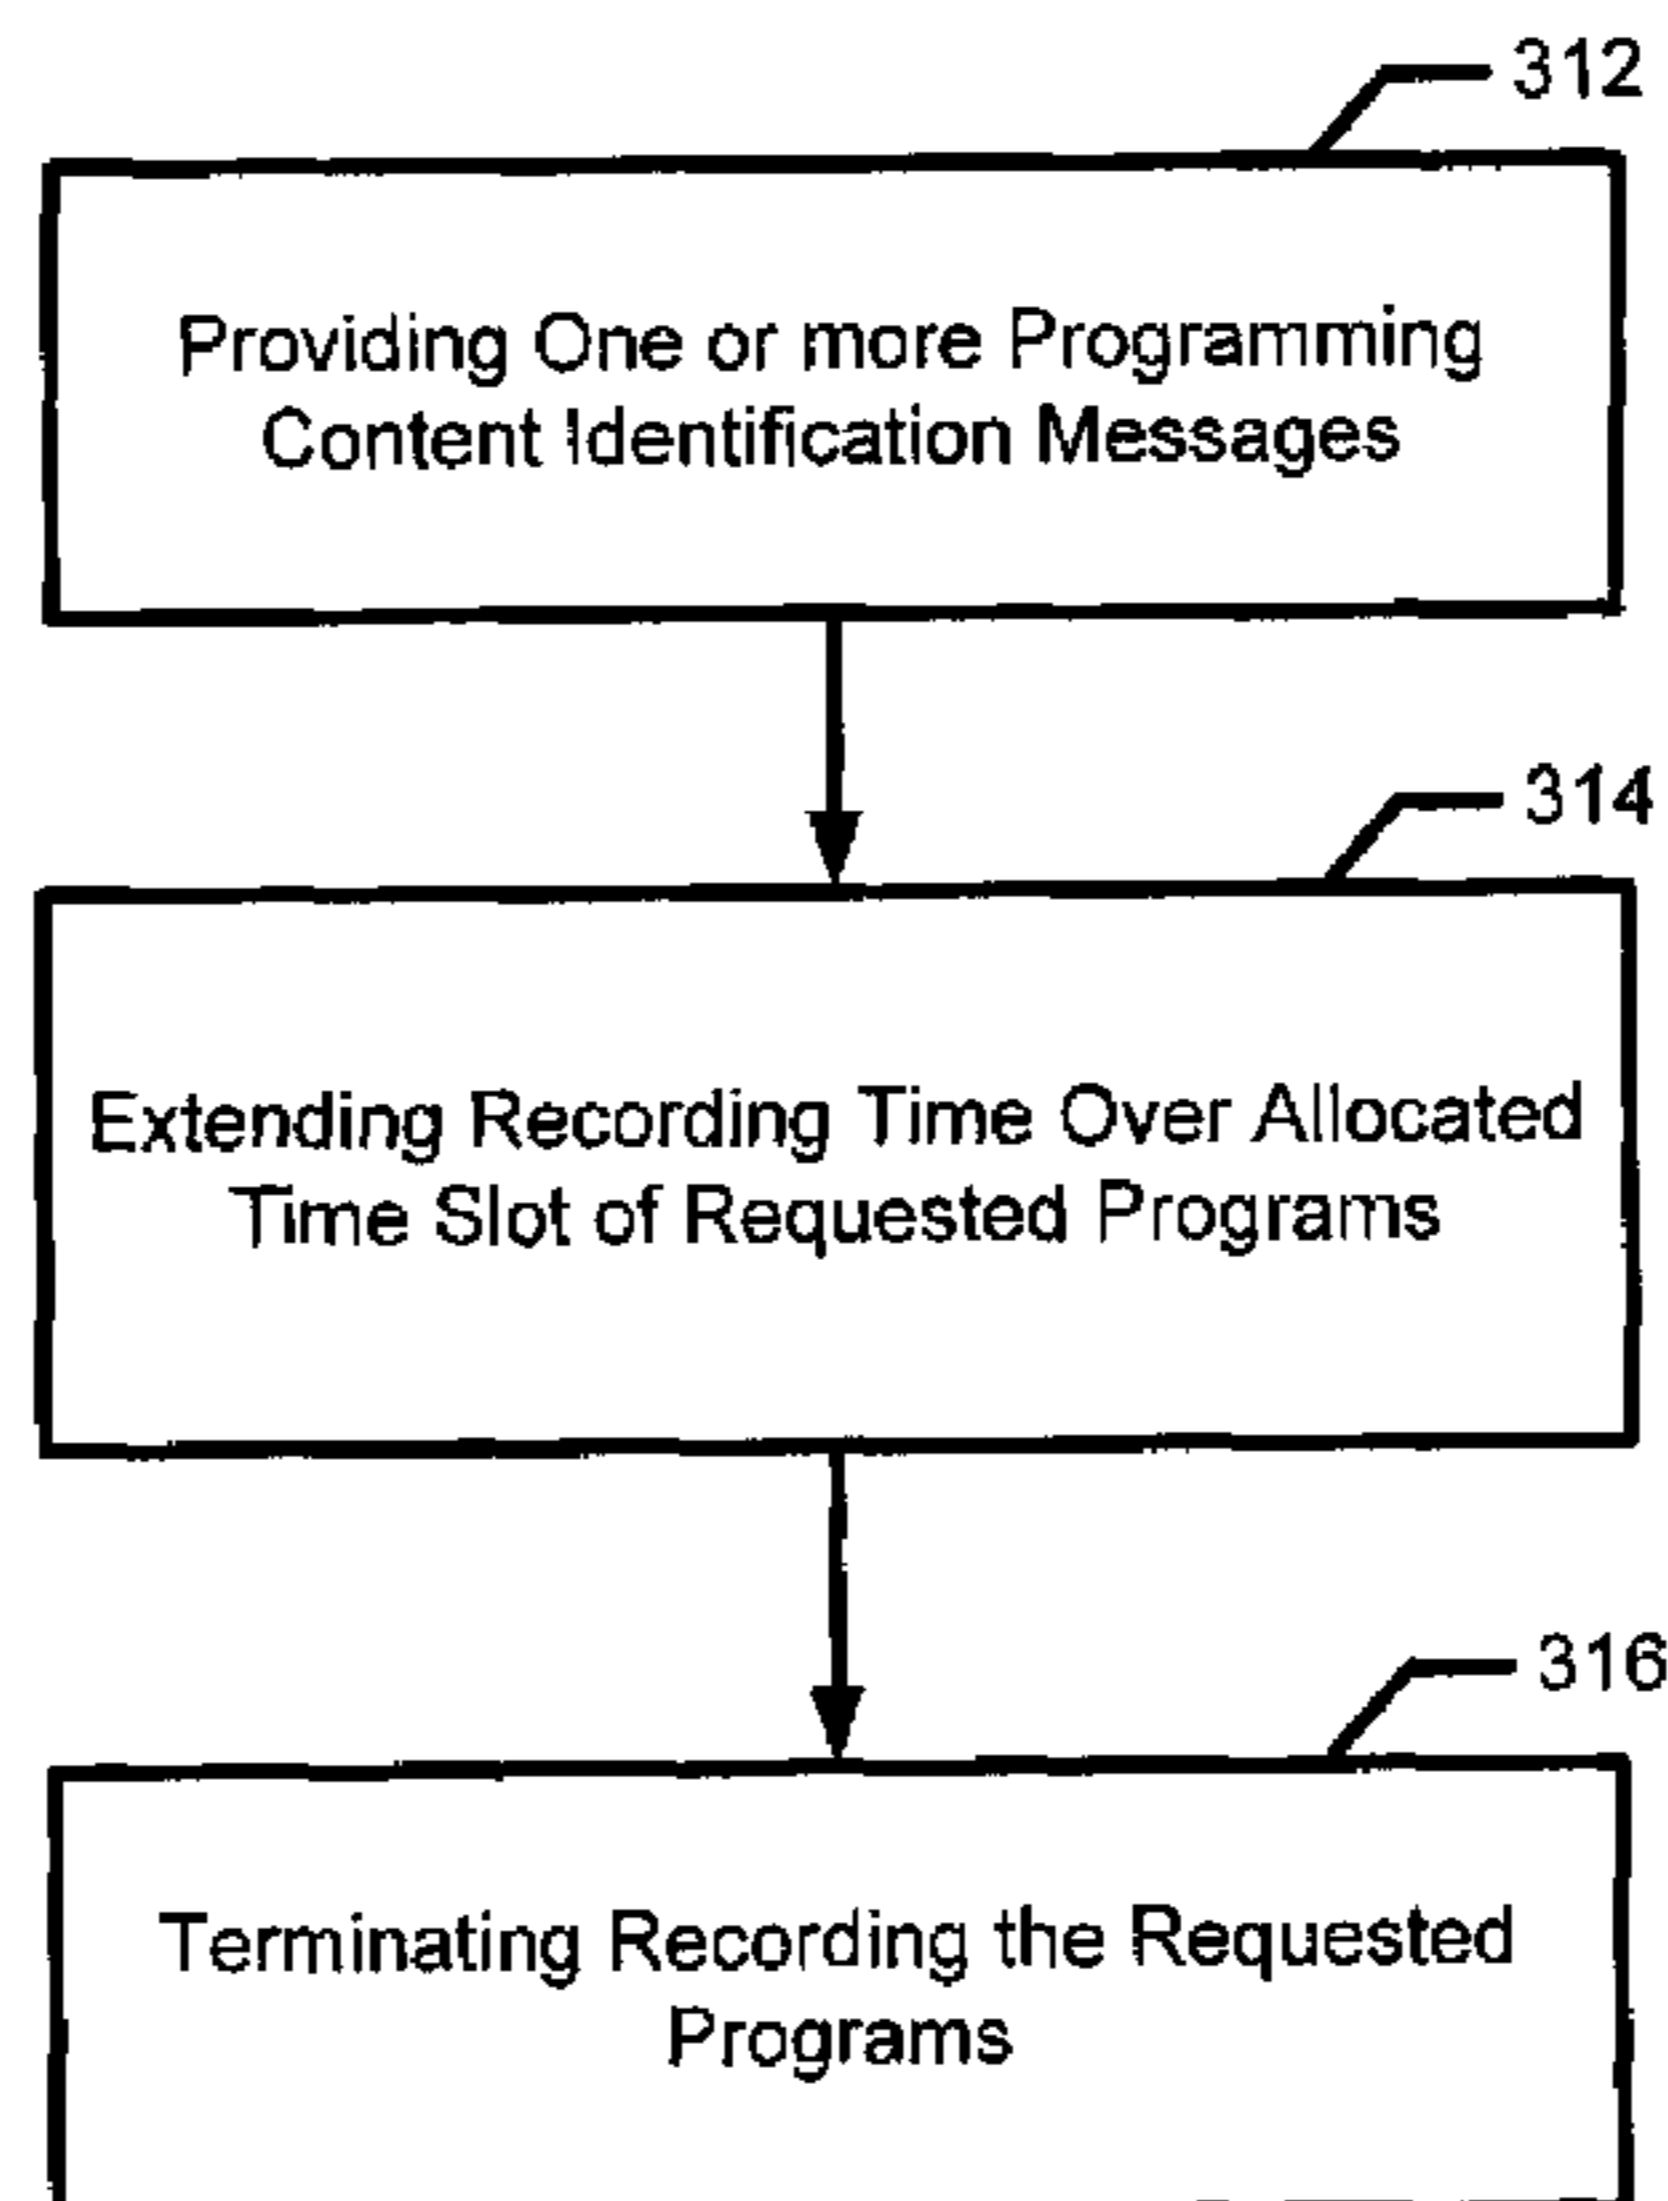 312
Providing One or more Programming
Content Identification Messages
314
Extending Recording Time Over Allocated
Time Slot of Requested Programs
316
Terminating Recording the Requested
Programs